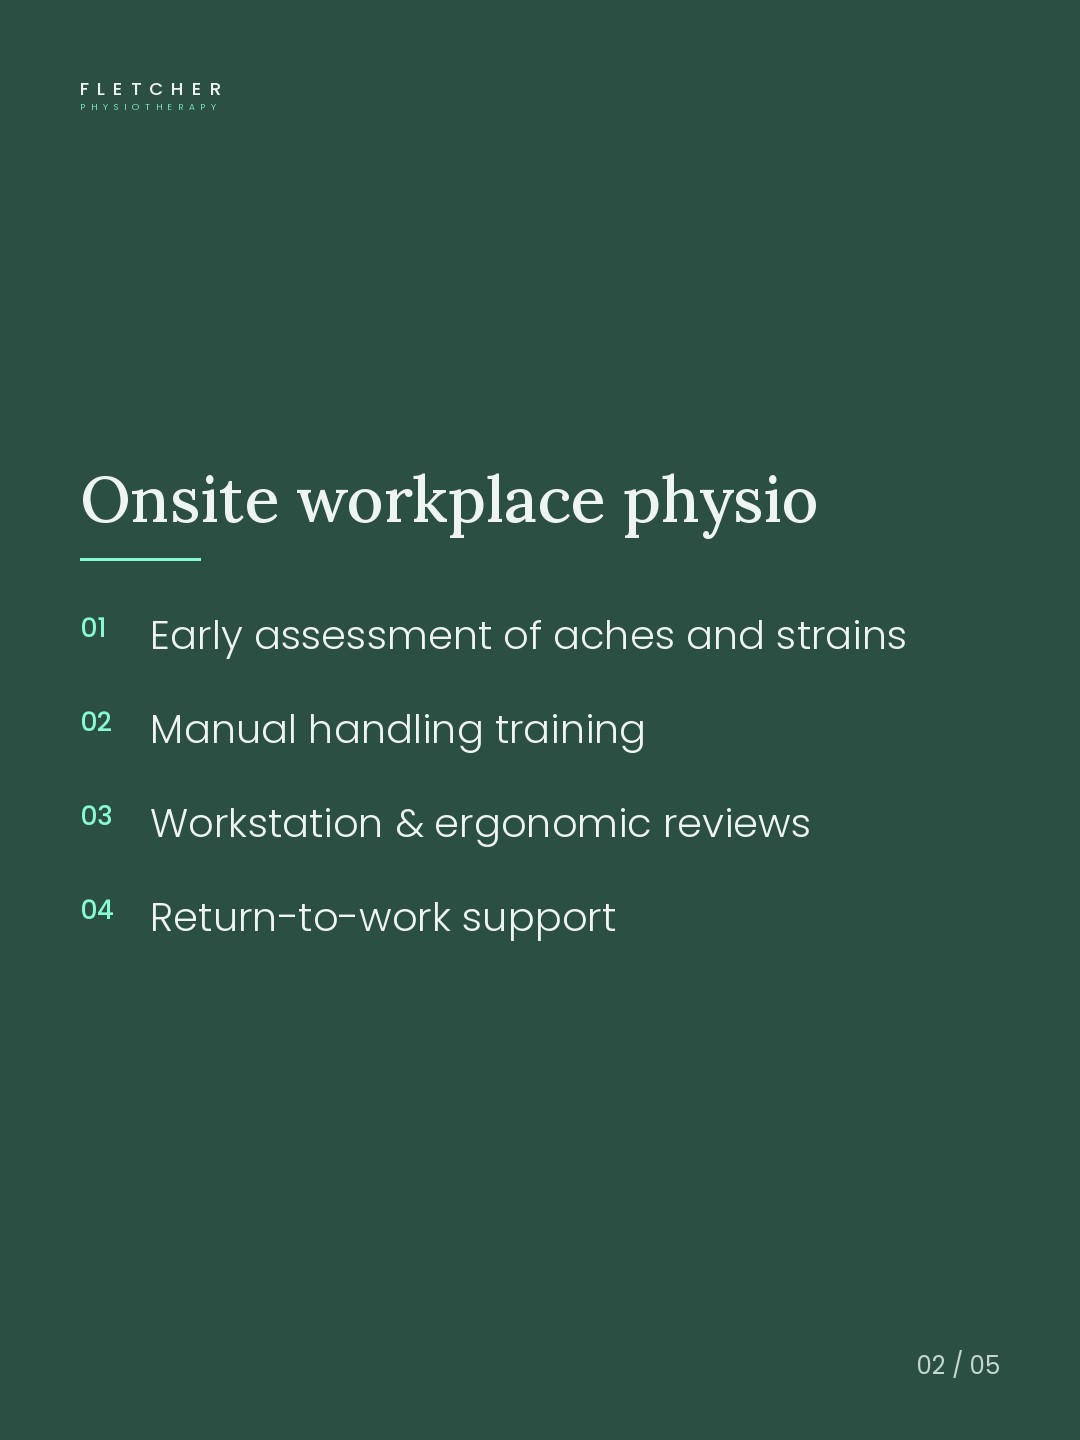 FLETCHER
PHYSIOTHERAPY
Onsite workplace physio
01 Early assessment of aches and strains
02 Manual handling training
03 Workstation & ergonomic reviews
04 Return-to-work support
02 / 05